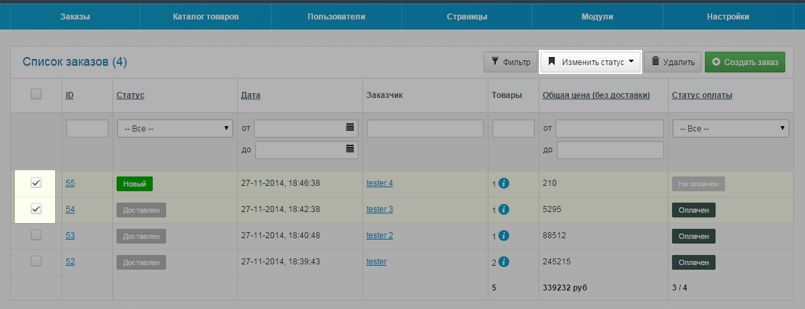 Заказы Каталог товаров Пользователи Страницы Модули Настройки
Список заказов (4) Фильтр Изменить статус Удалить Создать заказ
ID Статус Дата Заказчик Товары Общая цена (без доставки) Статус оплаты
-- Все -- от от -- Все --
до до
55 Новый 27-11-2014, 18:46:38 tester 4 1 210 Не оплачен
54 Доставлен 27-11-2014, 18:42:38 tester 3 1 5295 Оплачен
53 Доставлен 27-11-2014, 18:40:48 tester 2 1 88512 Оплачен
52 Доставлен 27-11-2014, 18:39:43 tester 2 245215 Оплачен
5 339232 руб 3 / 4